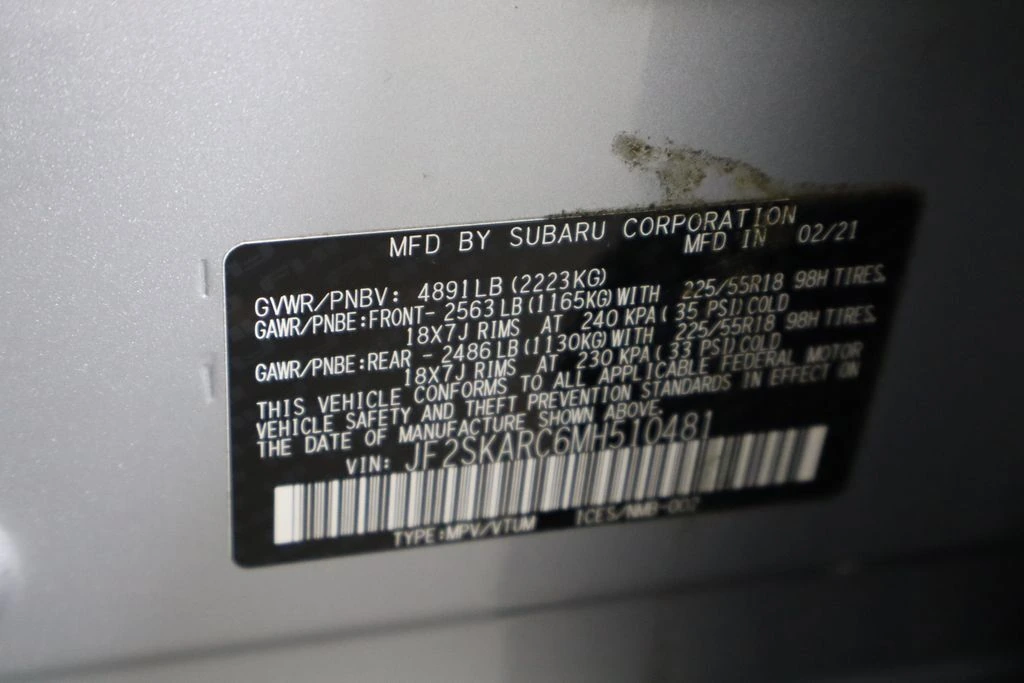 MFD BY SUBARU CORPORATION
MFD IN 02/21
GVWR/PNBV: 4891LB(2223KG)
GAWR/PNBE:FRONT- 2563LB(1165KG)WITH 225/55R18 98H TIRES,
18X7J RIMS AT 240 KPA( 35 PSI)COLD
GAWR/PNBE:REAR - 2486LB(1130KG)WITH 225/55R18 98H TIRES,
18X7J RIMS AT 230 KPA( 33 PSI)COLD
THIS VEHICLE CONFORMS TO ALL APPLICABLE FEDERAL MOTOR
VEHICLE SAFETY AND THEFT PREVENTION STANDARDS IN EFFECT ON
THE DATE OF MANUFACTURE SHOWN ABOVE.
VIN: JF2SKARC6MH510481
TYPE:MPV/VTUM ICES/NMB-002